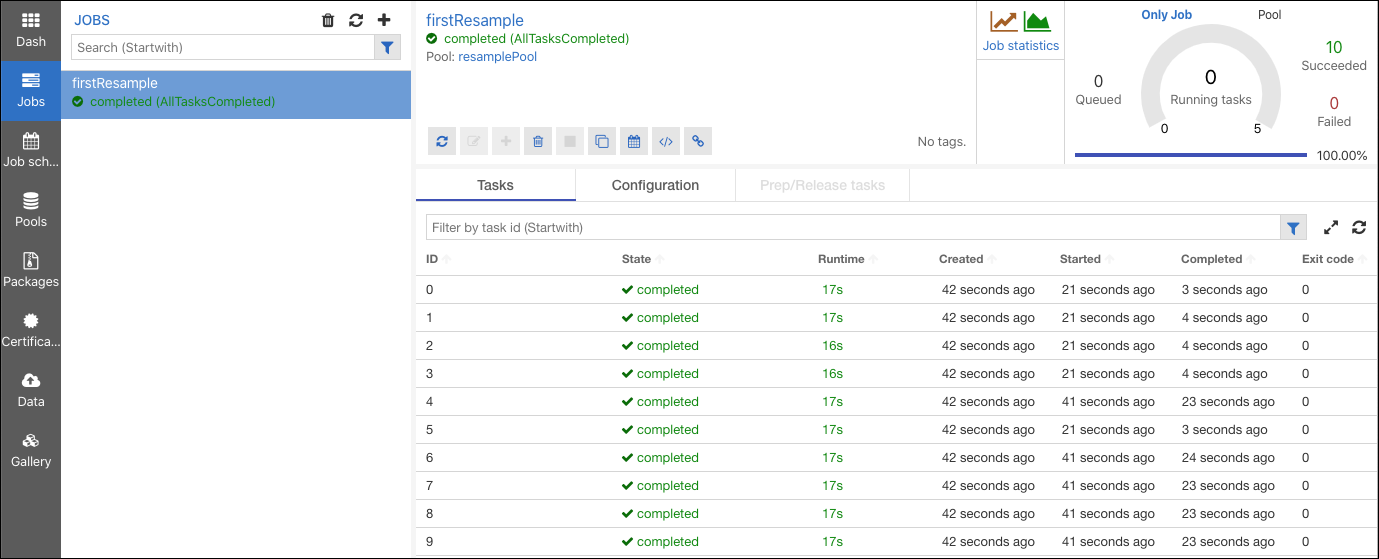 Dash
Jobs
Job sch...
Pools
Packages
Certifica...
Data
Gallery
JOBS
Search (Startwith)
firstResample
completed (AllTasksCompleted)
firstResample
completed (AllTasksCompleted)
Pool: resamplePool
No tags.
Job statistics
Only Job Pool
0
Queued
0
Running tasks
0 5
10
Succeeded
0
Failed
100.00%
Tasks Configuration Prep/Release tasks
Filter by task id (Startwith)
ID State Runtime Created Started Completed Exit code
0 completed 17s 42 seconds ago 21 seconds ago 3 seconds ago 0
1 completed 17s 42 seconds ago 21 seconds ago 4 seconds ago 0
2 completed 16s 42 seconds ago 21 seconds ago 4 seconds ago 0
3 completed 16s 42 seconds ago 21 seconds ago 4 seconds ago 0
4 completed 17s 42 seconds ago 41 seconds ago 23 seconds ago 0
5 completed 17s 42 seconds ago 21 seconds ago 3 seconds ago 0
6 completed 17s 42 seconds ago 41 seconds ago 24 seconds ago 0
7 completed 17s 42 seconds ago 41 seconds ago 23 seconds ago 0
8 completed 17s 42 seconds ago 41 seconds ago 23 seconds ago 0
9 completed 17s 42 seconds ago 41 seconds ago 23 seconds ago 0